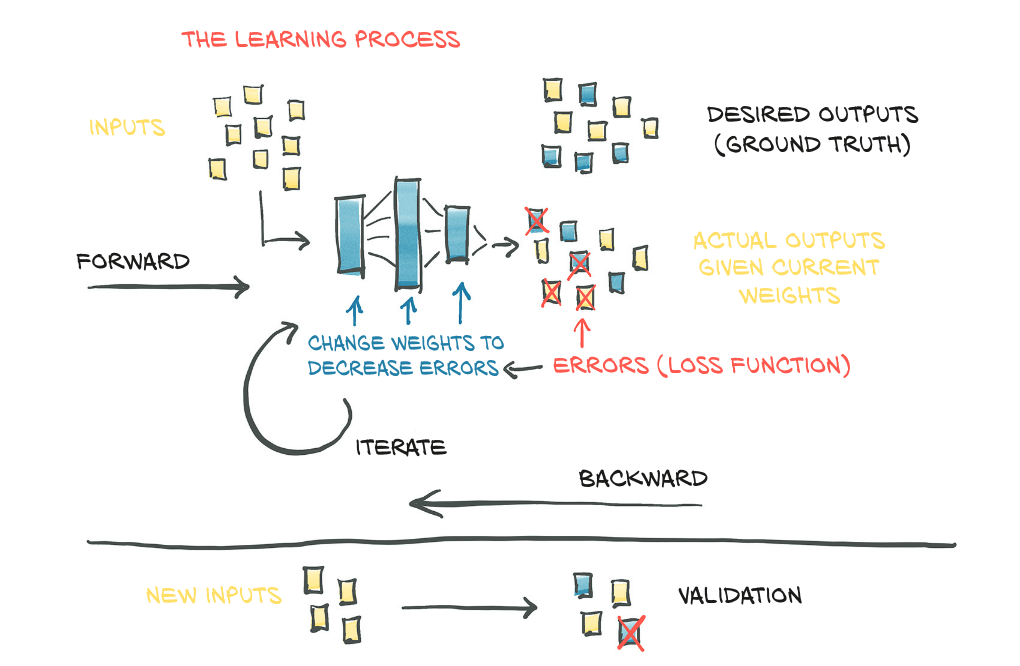 THE LEARNING PROCESS
INPUTS
DESIRED OUTPUTS
(GROUND TRUTH)
FORWARD
ACTUAL OUTPUTS
GIVEN CURRENT
WEIGHTS
CHANGE WEIGHTS TO
DECREASE ERRORS
ERRORS (LOSS FUNCTION)
ITERATE
BACKWARD
NEW INPUTS
VALIDATION